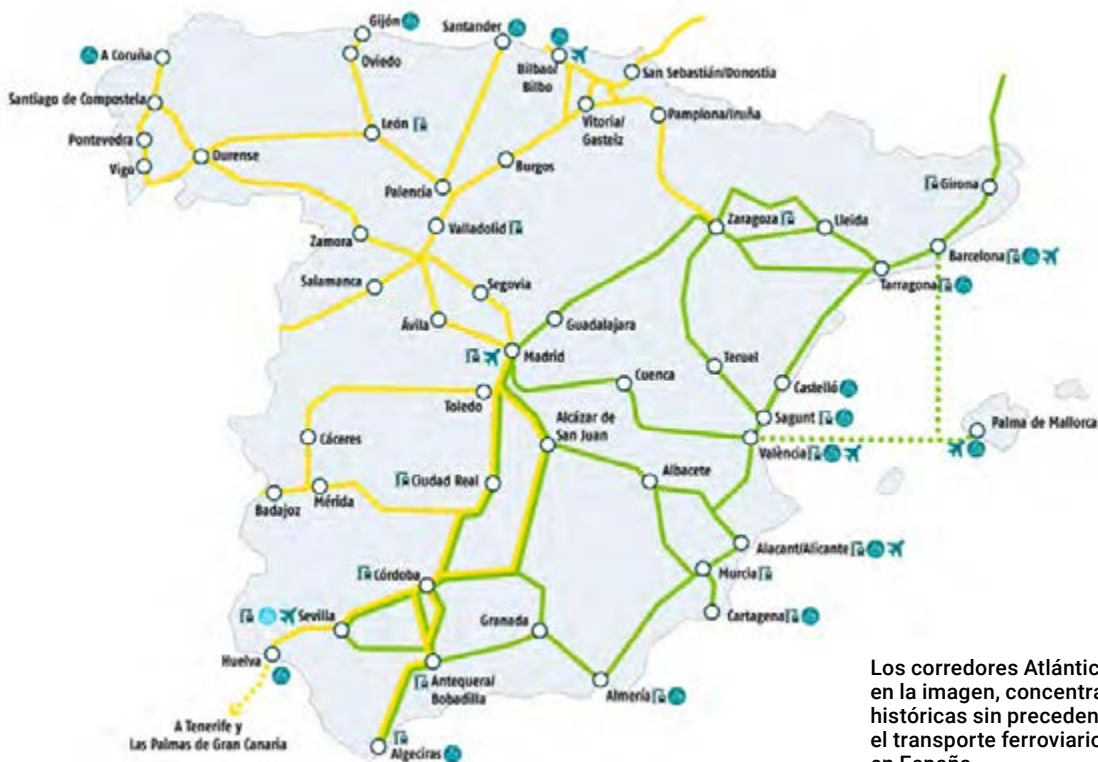 Gijón
Santander
A Coruña
Oviedo
Bilbao/
Bilbo
San Sebastián/Donostia
Santiago de Compostela
León
Vitoria/
Gasteiz
Pamplona/Iruña
Pontevedra
Vigo
Ourense
Burgos
Palencia
Girona
Valladolid
Zaragoza
Lleida
Zamora
Barcelona
Salamanca
Segovia
Tarragona
Ávila
Guadalajara
Madrid
Teruel
Cuenca
Castelló
Toledo
Alcázar de
San Juan
Sagunt
Palma de Mallorca
Cáceres
València
Ciudad Real
Albacete
Badajoz
Mérida
Alacant/Alicante
Córdoba
Murcia
Sevilla
Granada
Cartagena
Huelva
Antequera/
Bobadilla
Almería
A Tenerife y
Las Palmas de Gran Canaria
Algeciras
Los corredores Atlántic
en la imagen, concentra
históricas sin preceden
el transporte ferroviario
en España